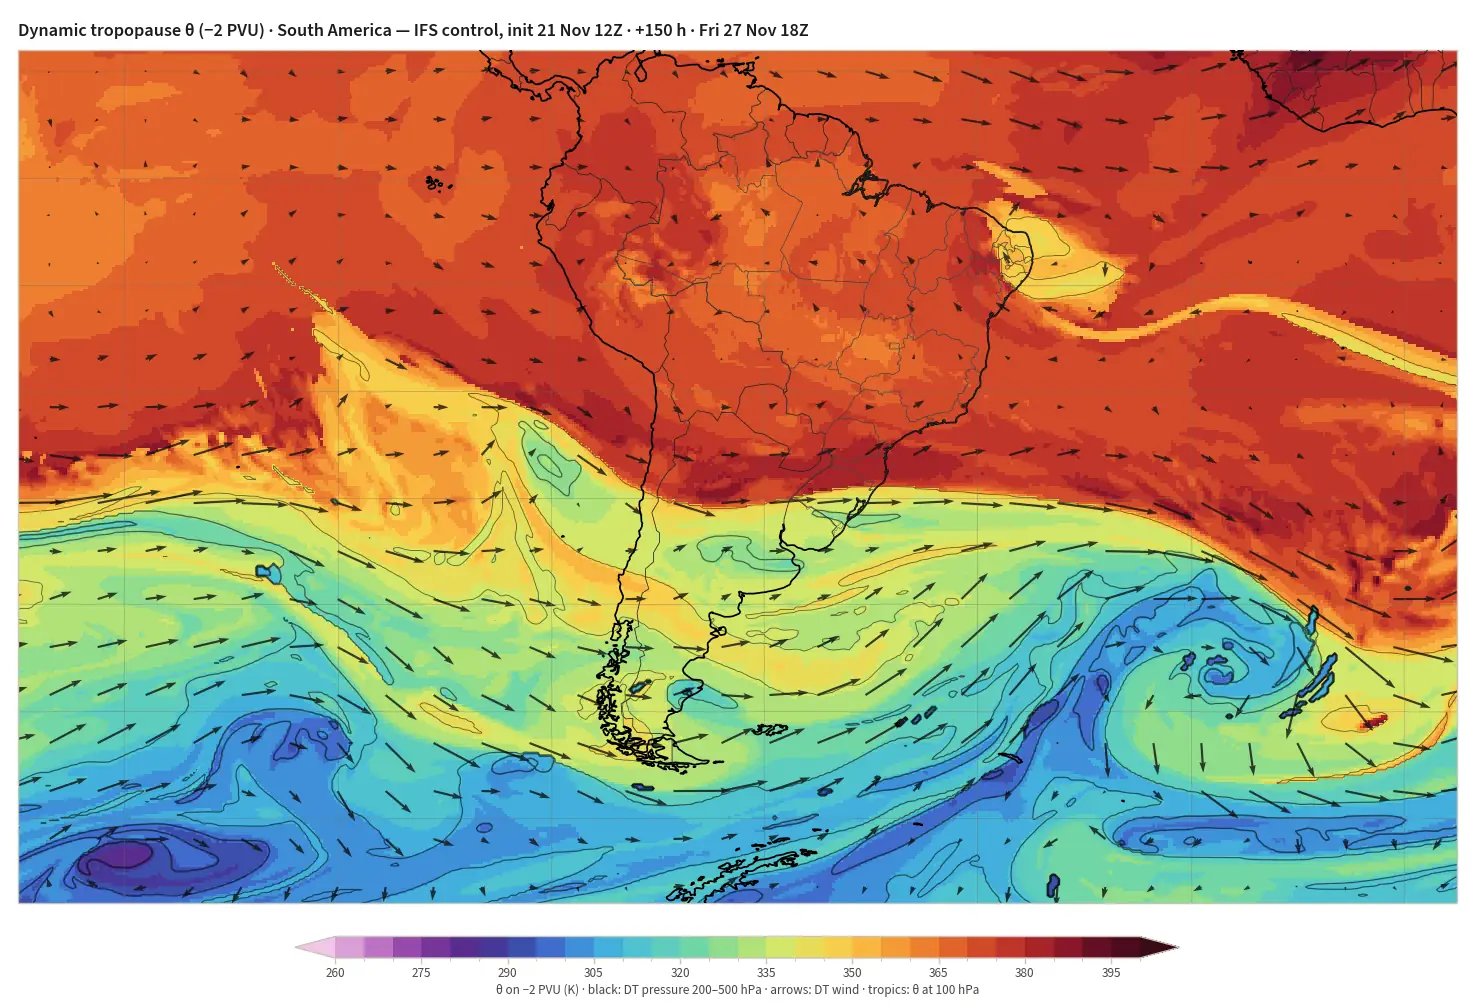 Dynamic tropopause θ (−2 PVU) · South America — IFS control, init 21 Nov 12Z · +150 h · Fri 27 Nov 18Z
260 275 290 305 320 335 350 365 380 395
θ on −2 PVU (K) · black: DT pressure 200–500 hPa · arrows: DT wind · tropics: θ at 100 hPa